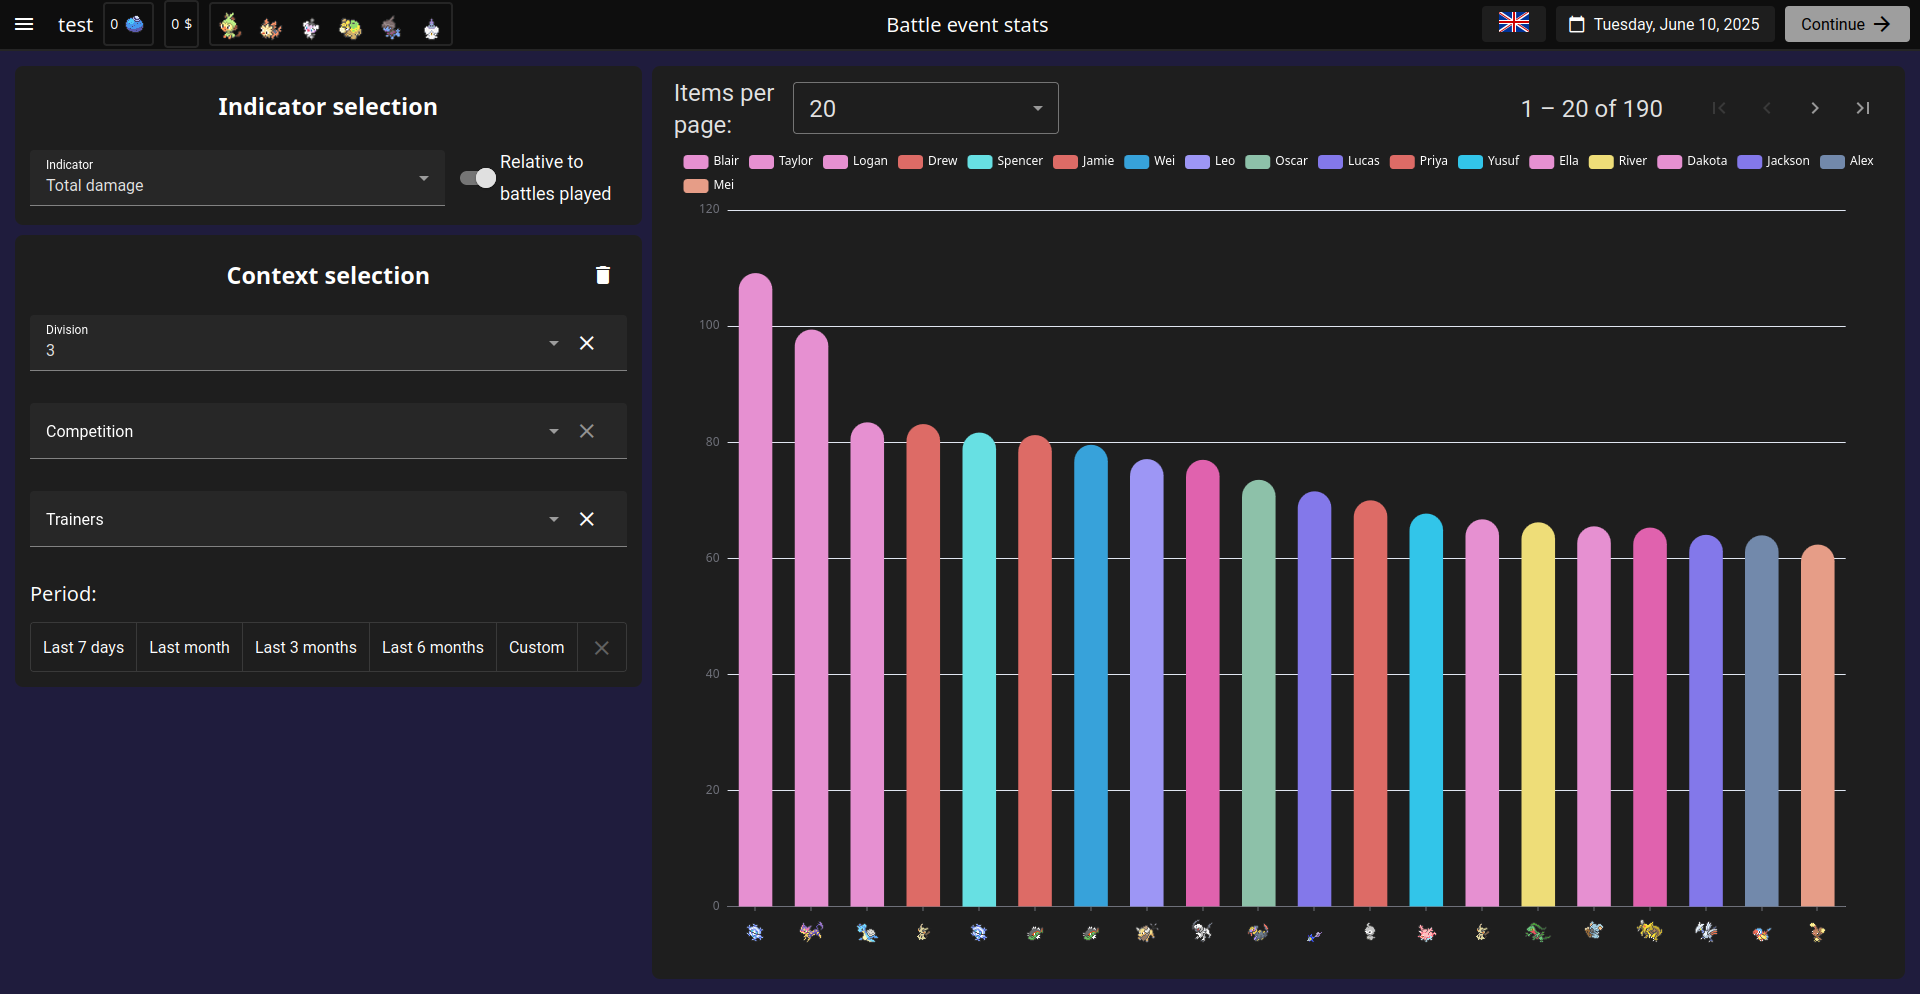 test
0
0 $
Battle event stats
Tuesday, June 10, 2025
Continue
Indicator selection
Indicator
Total damage
Relative to
battles played
Context selection
Division
3
Competition
Trainers
Period:
Last 7 days
Last month
Last 3 months
Last 6 months
Custom
Items per
page:
20
1 – 20 of 190
Blair Taylor Logan Drew Spencer Jamie Wei Leo Oscar Lucas Priya Yusuf Ella River Dakota Jackson Alex
Mei
120
100
80
60
40
20
0